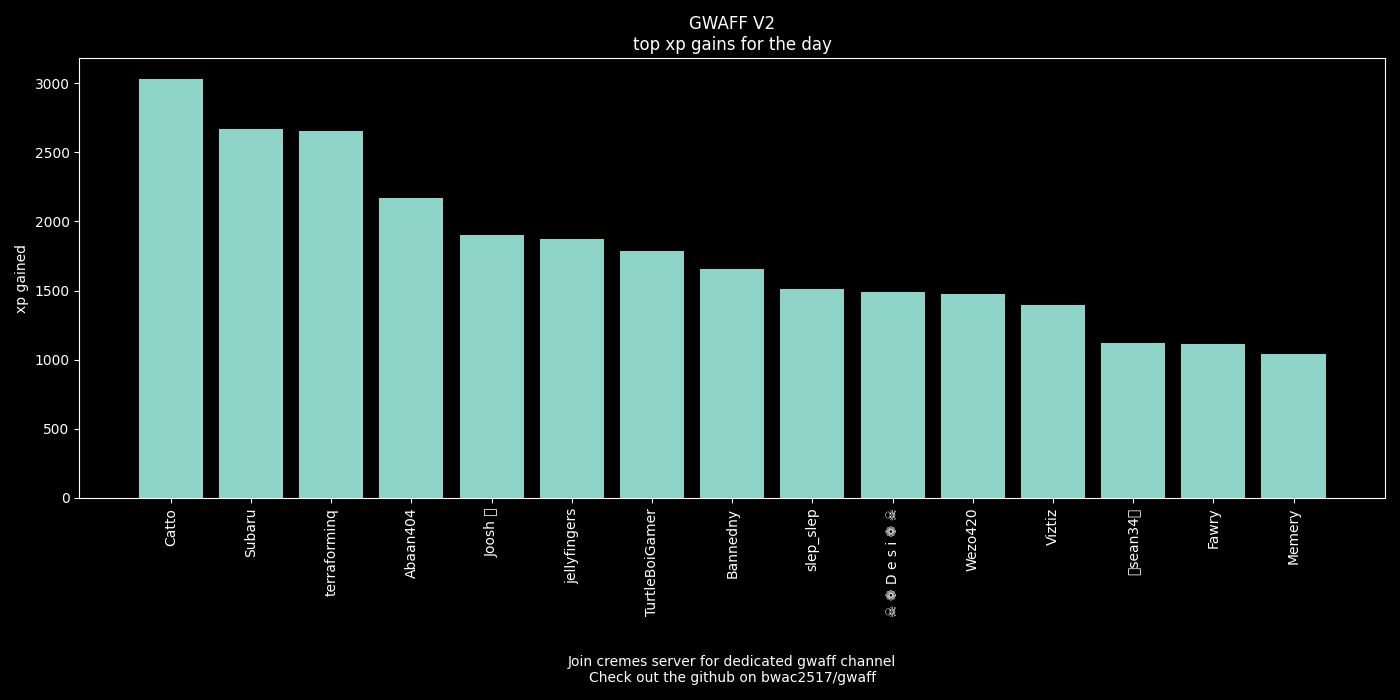 GWAFF V2
top xp gains for the day
xp gained
3000
2500
2000
1500
1000
500
0
Catto
Subaru
terraforminq
Abaan404
Joosh
jellyfingers
TurtleBoiGamer
Bannedny
slep_slep
☠ ❁ D e s i ❁ ☠
Wezo420
Viztiz
sean34
Fawry
Memery
Join cremes server for dedicated gwaff channel
Check out the github on bwac2517/gwaff